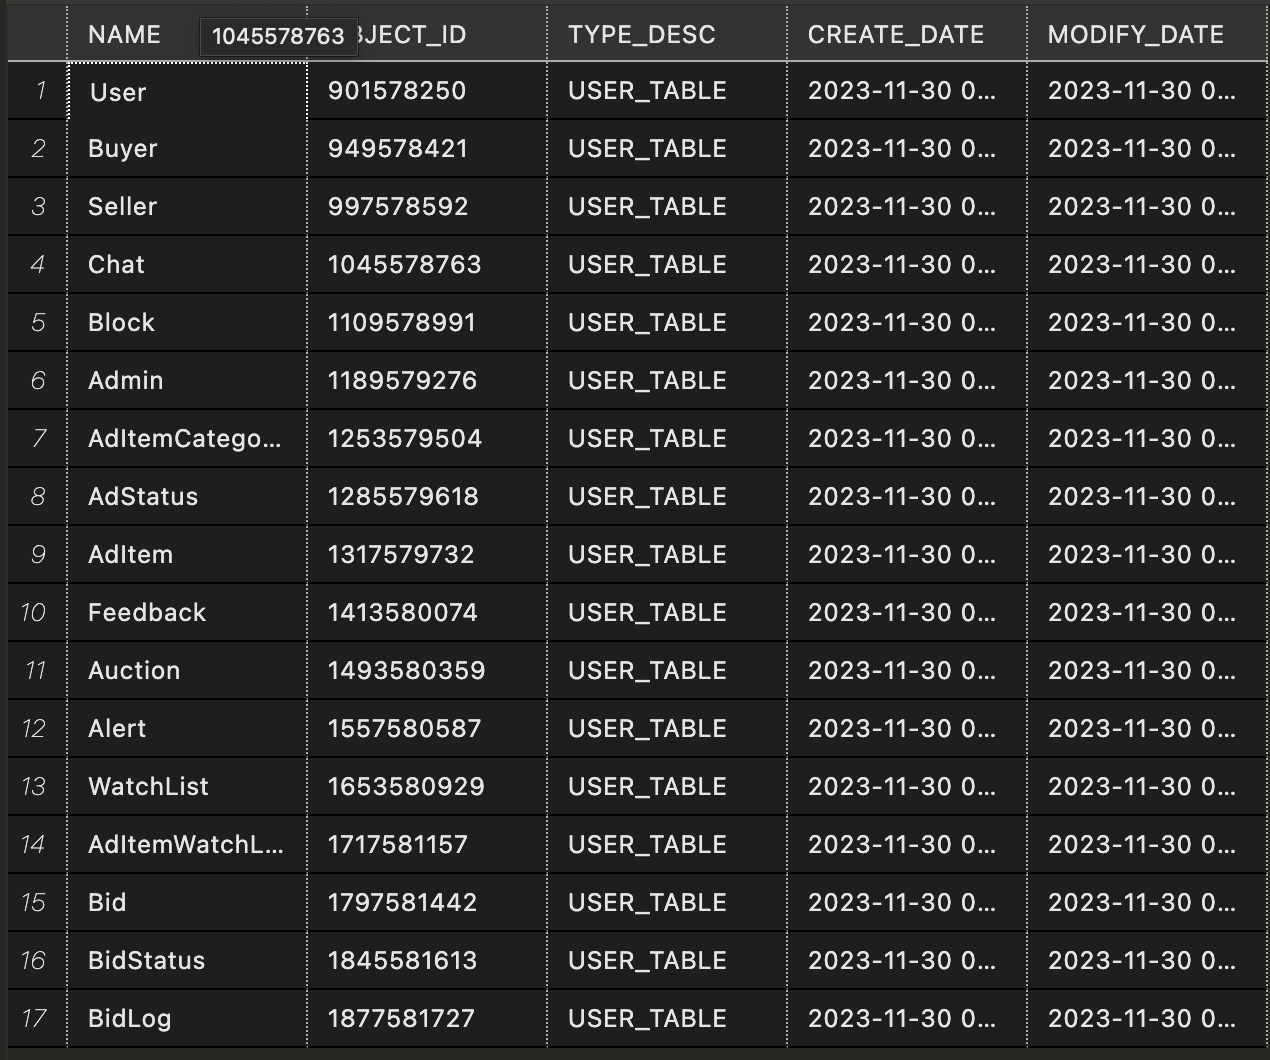 NAME 1045578763 BJECT_ID TYPE_DESC CREATE_DATE MODIFY_DATE
1 User 901578250 USER_TABLE 2023-11-30 0... 2023-11-30 0...
2 Buyer 949578421 USER_TABLE 2023-11-30 0... 2023-11-30 0...
3 Seller 997578592 USER_TABLE 2023-11-30 0... 2023-11-30 0...
4 Chat 1045578763 USER_TABLE 2023-11-30 0... 2023-11-30 0...
5 Block 1109578991 USER_TABLE 2023-11-30 0... 2023-11-30 0...
6 Admin 1189579276 USER_TABLE 2023-11-30 0... 2023-11-30 0...
7 AdItemCatego... 1253579504 USER_TABLE 2023-11-30 0... 2023-11-30 0...
8 AdStatus 1285579618 USER_TABLE 2023-11-30 0... 2023-11-30 0...
9 AdItem 1317579732 USER_TABLE 2023-11-30 0... 2023-11-30 0...
10 Feedback 1413580074 USER_TABLE 2023-11-30 0... 2023-11-30 0...
11 Auction 1493580359 USER_TABLE 2023-11-30 0... 2023-11-30 0...
12 Alert 1557580587 USER_TABLE 2023-11-30 0... 2023-11-30 0...
13 WatchList 1653580929 USER_TABLE 2023-11-30 0... 2023-11-30 0...
14 AdItemWatchL... 1717581157 USER_TABLE 2023-11-30 0... 2023-11-30 0...
15 Bid 1797581442 USER_TABLE 2023-11-30 0... 2023-11-30 0...
16 BidStatus 1845581613 USER_TABLE 2023-11-30 0... 2023-11-30 0...
17 BidLog 1877581727 USER_TABLE 2023-11-30 0... 2023-11-30 0...